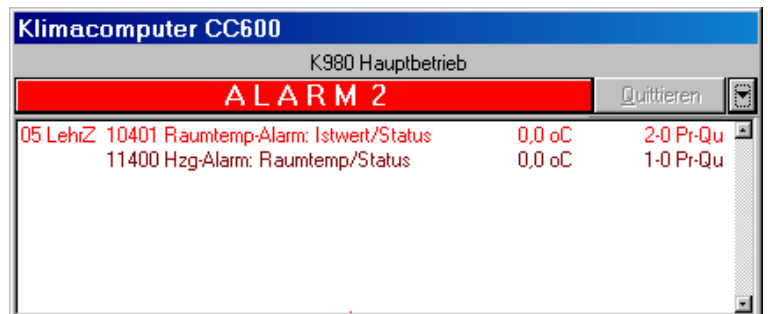 Klimacomputer CC600
K980 Hauptbetrieb
ALARM 2 Quittieren
05 LehrZ 10401 Raumtemp-Alarm: Istwert/Status 0,0 oC 2-0 Pr-Qu
11400 Hzg-Alarm: Raumtemp/Status 0,0 oC 1-0 Pr-Qu